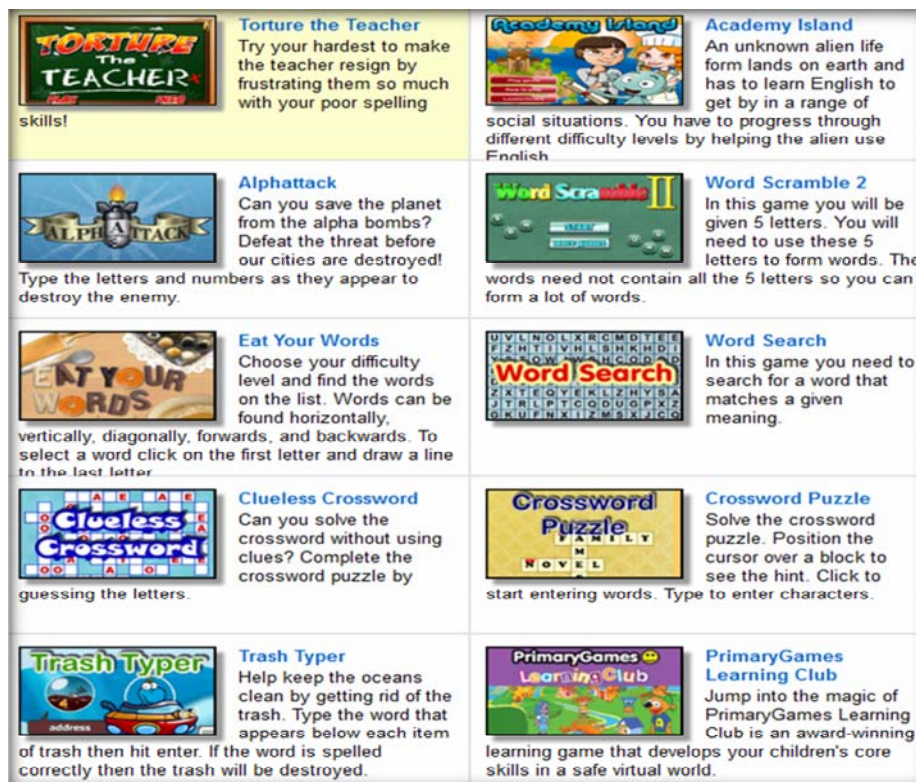 TORTURE
The
TEACHER
PLAY
Torture the Teacher
Try your hardest to make
the teacher resign by
frustrating them so much
with your poor spelling
skills!
Academy Island
Academy Island
An unknown alien life
form lands on earth and
has to learn English to
get by in a range of
social situations. You have to progress through
different difficulty levels by helping the alien use
English
ALPHATTACK
Alphattack
Can you save the planet
from the alpha bombs?
Defeat the threat before
our cities are destroyed!
Type the letters and numbers as they appear to
destroy the enemy.
Word Scramble II
START
Word Scramble 2
In this game you will be
given 5 letters. You will
need to use these 5
letters to form words. The
words need not contain all the 5 letters so you can
form a lot of words.
EAT YOUR
WORDS
Eat Your Words
Choose your difficulty
level and find the words
on the list. Words can be
found horizontally,
vertically, diagonally, forwards, and backwards. To
select a word click on the first letter and draw a line
to the last letter
Word Search
Word Search
In this game you need to
search for a word that
matches a given
meaning.
Clueless
Crossword
Clueless Crossword
Can you solve the
crossword without using
clues? Complete the
crossword puzzle by
guessing the letters.
Crossword
Puzzle
FAMILY
NOVEL
Crossword Puzzle
Solve the crossword
puzzle. Position the
cursor over a block to
see the hint. Click to
start entering words. Type to enter characters.
Trash Typer
4
address
Trash Typer
Help keep the oceans
clean by getting rid of the
trash. Type the word that
appears below each item
of trash then hit enter. If the word is spelled
correctly then the trash will be destroyed.
PrimaryGames
Learning Club
PrimaryGames
Learning Club
Jump into the magic of
PrimaryGames Learning
Club is an award-winning
learning game that develops your children's core
skills in a safe virtual world.